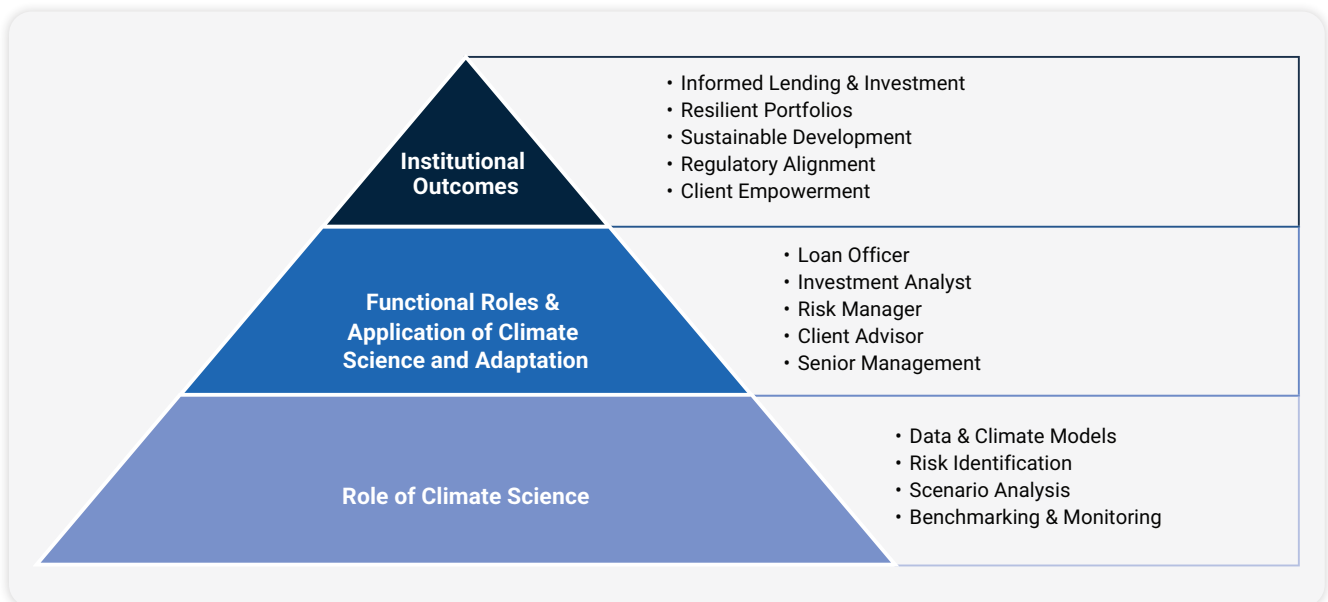 Institutional
Outcomes
• Informed Lending & Investment
• Resilient Portfolios
• Sustainable Development
• Regulatory Alignment
• Client Empowerment
Functional Roles &
Application of Climate
Science and Adaptation
• Loan Officer
• Investment Analyst
• Risk Manager
• Client Advisor
• Senior Management
Role of Climate Science
• Data & Climate Models
• Risk Identification
• Scenario Analysis
• Benchmarking & Monitoring